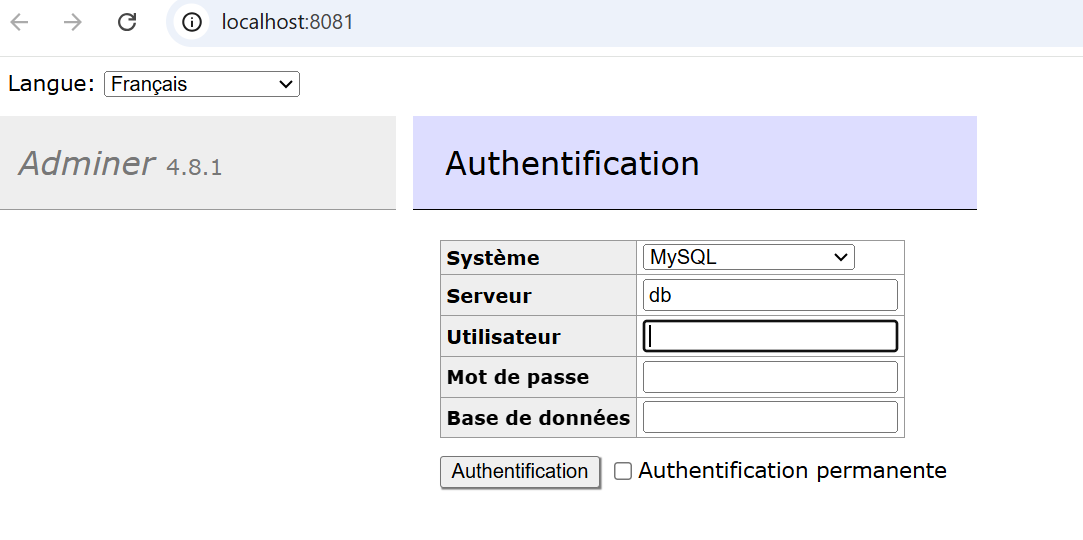 localhost:8081
Langue: Français
Adminer 4.8.1
Authentification
Système MySQL
Serveur db
Utilisateur
Mot de passe
Base de données
Authentification Authentification permanente